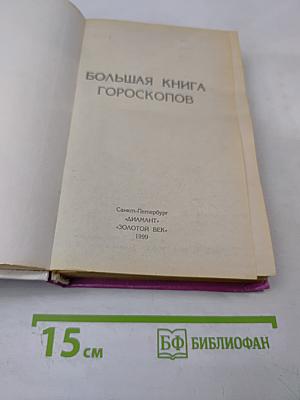 БОЛЬШАЯ КНИГА
ГОРОСКОПОВ
Санкт-Петербург
«ДИАМАНТ»
«ЗОЛОТОЙ ВЕК»
1999
15 см
БФ БИБЛИОФАН